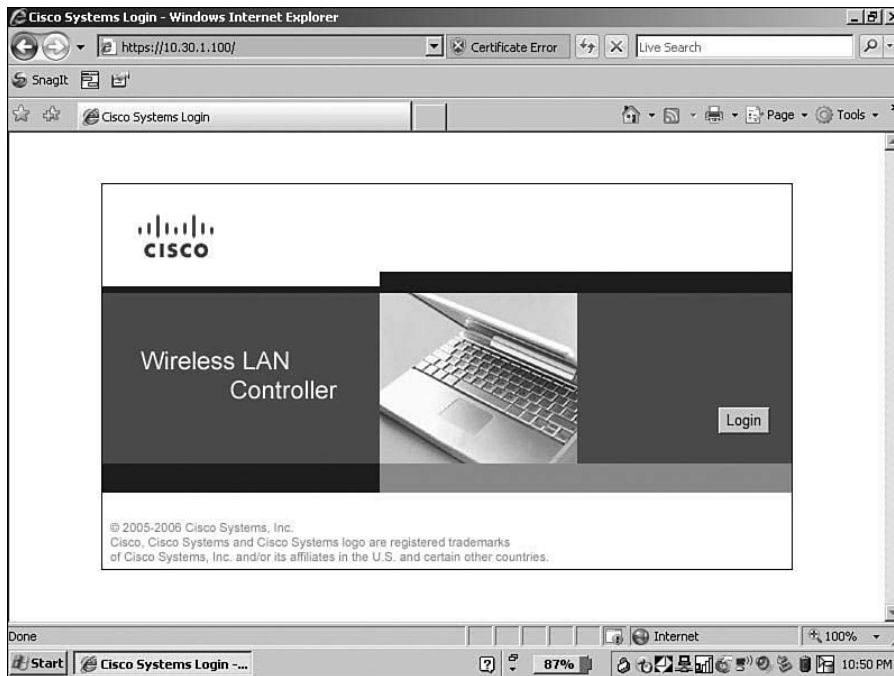 Cisco Systems Login - Windows Internet Explorer
https://10.30.1.100/
Certificate Error
Live Search
SnagIt
Cisco Systems Login
Page
Tools
CISCO
Wireless LAN
Controller
Login
© 2005-2006 Cisco Systems, Inc.
Cisco, Cisco Systems and Cisco Systems logo are registered trademarks
of Cisco Systems, Inc. and/or its affiliates in the U.S. and certain other countries.
Done
Internet
100%
Start
Cisco Systems Login -...
87%
10:50 PM